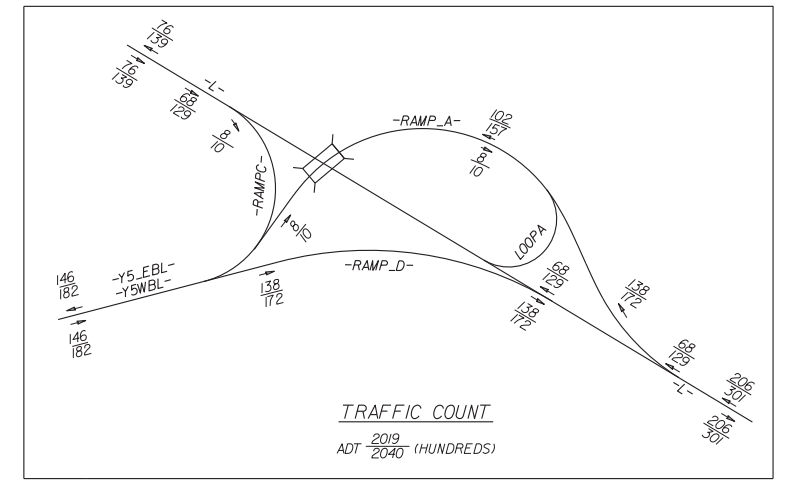 76
139
76
139
-L-
68
129
8
10
-RAMPC-
-RAMP_A-
102
157
8
10
8
10
LOOPA
-RAMP_D-
146
182
-Y5_EBL-
-Y5WBL-
146
182
138
172
68
129
138
172
138
172
68
129
-L-
206
301
206
301
TRAFFIC COUNT
ADT 2019
2040 (HUNDREDS)